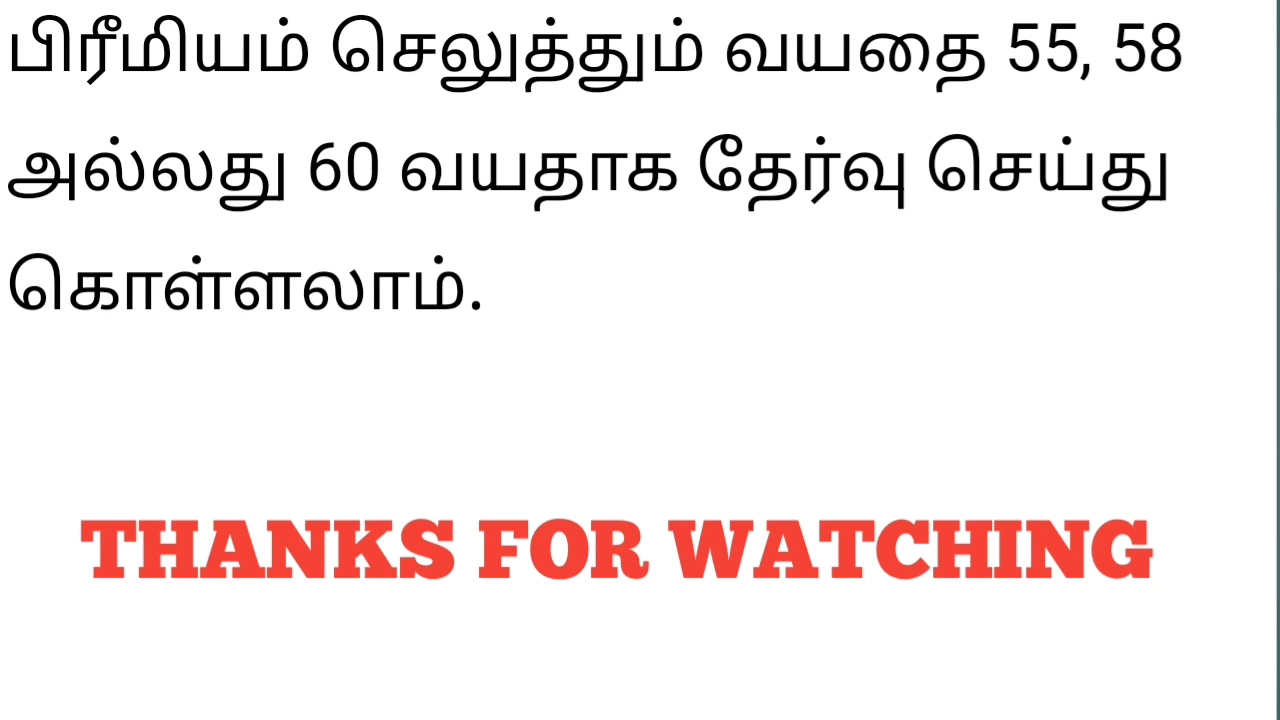 பிரீமியம் செலுத்தும் வயதை 55, 58
அல்லது 60 வயதாக தேர்வு செய்து
கொள்ளலாம்.
THANKS FOR WATCHING